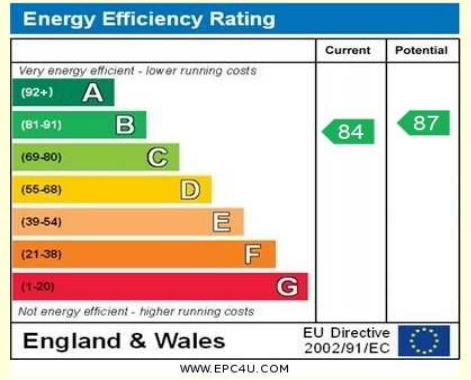 Energy Efficiency Rating
Current Potential
Very energy efficient - lower running costs
(92+) A
(81-91) B
84
87
(69-80) C
(55-68) D
(39-54) E
(21-38) F
(1-20) G
Not energy efficient - higher running costs
England & Wales
EU Directive
2002/91/EC
WWW.EPC4U.COM